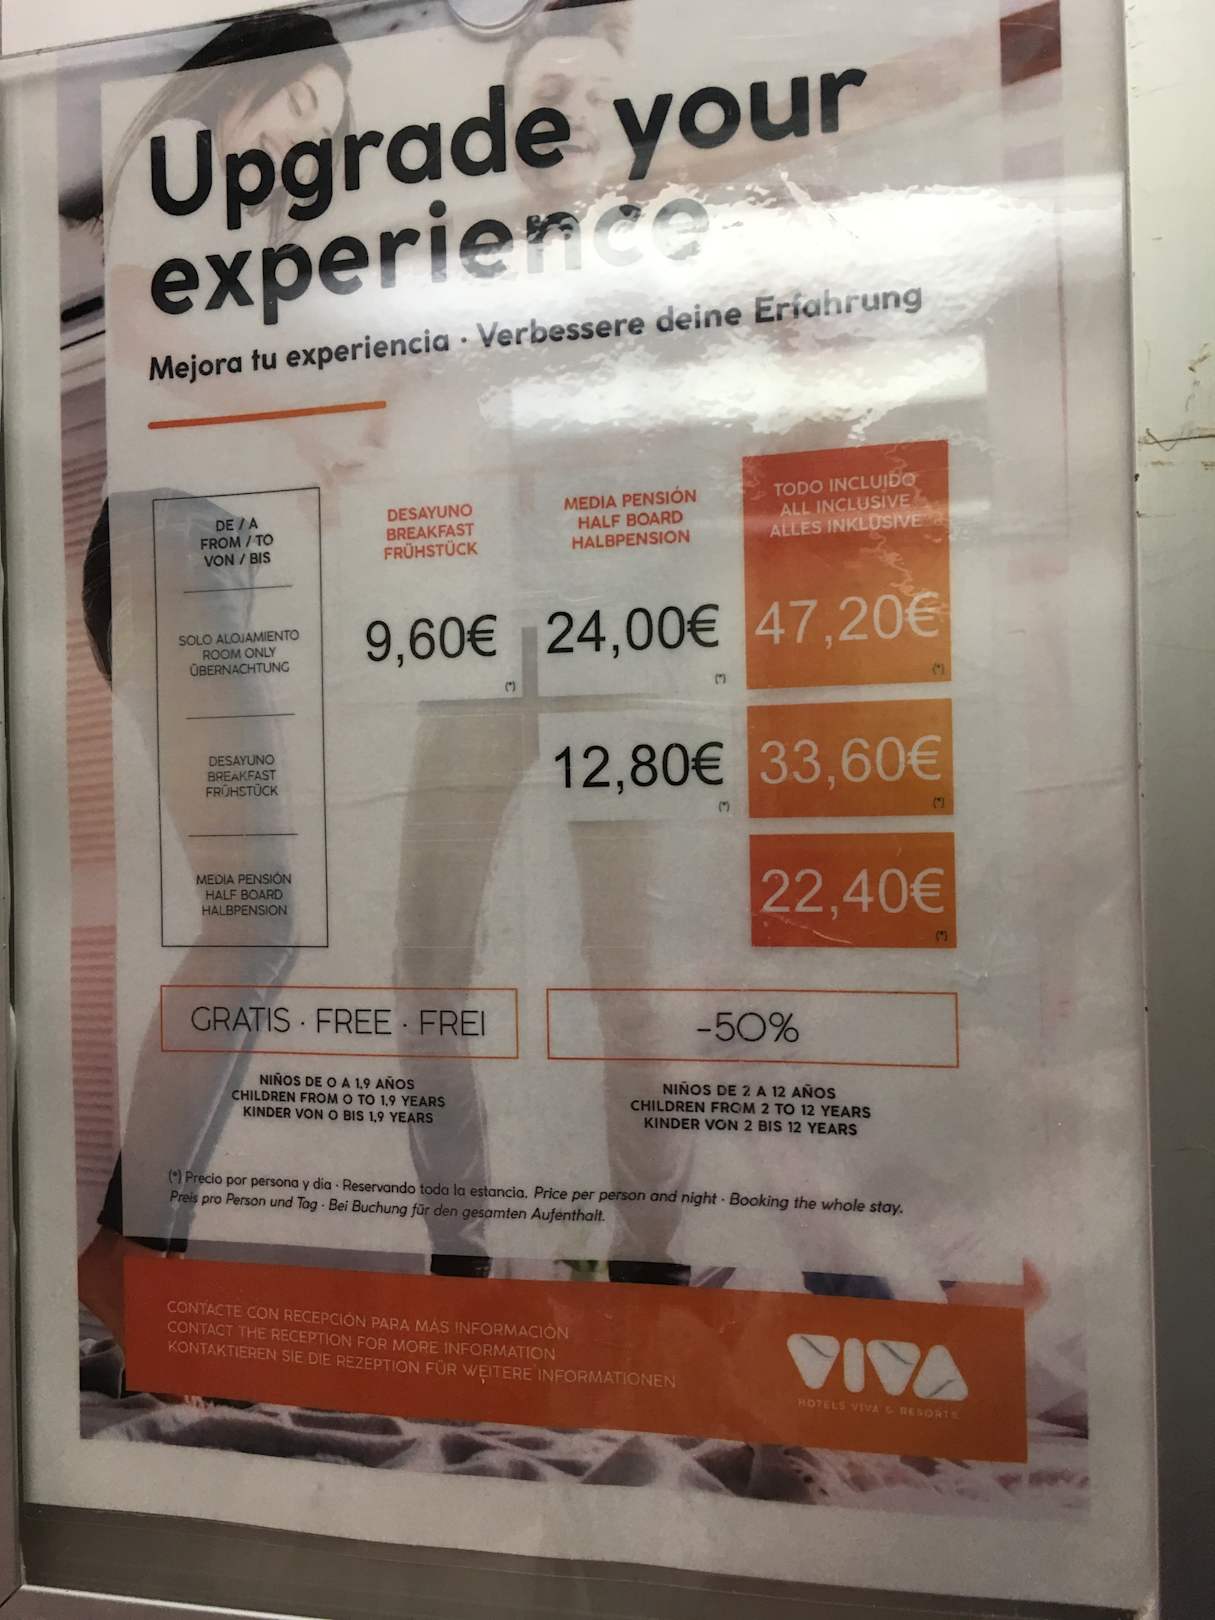 Upgrade your
experience
Mejora tu experiencia · Verbessere deine Erfahrung
DE / A
FROM / TO
VON / BIS
DESAYUNO
BREAKFAST
FRÜHSTÜCK
MEDIA PENSIÓN
HALF BOARD
HALBPENSION
TODO INCLUIDO
ALL INCLUSIVE
ALLES INKLUSIVE
SOLO ALOJAMIENTO
ROOM ONLY
ÜBERNACHTUNG
9,60€
(*)
24,00€
(*)
47,20€
(*)
DESAYUNO
BREAKFAST
FRÜHSTÜCK
12,80€
(*)
33,60€
(*)
MEDIA PENSIÓN
HALF BOARD
HALBPENSION
22,40€
(*)
GRATIS · FREE · FREI
NIÑOS DE 0 A 1,9 AÑOS
CHILDREN FROM 0 TO 1,9 YEARS
KINDER VON 0 BIS 1,9 YEARS
-50%
NIÑOS DE 2 A 12 AÑOS
CHILDREN FROM 2 TO 12 YEARS
KINDER VON 2 BIS 12 YEARS
(*) Precio por persona y día · Reservando toda la estancia. Price per person and night · Booking the whole stay.
Preis pro Person und Tag · Bei Buchung für den gesamten Aufenthalt.
CONTACTE CON RECEPCIÓN PARA MÁS INFORMACIÓN
CONTACT THE RECEPTION FOR MORE INFORMATION
KONTAKTIEREN SIE DIE REZEPTION FÜR WEITERE INFORMATIONEN
VIVA
HOTELS VIVA & RESORTS